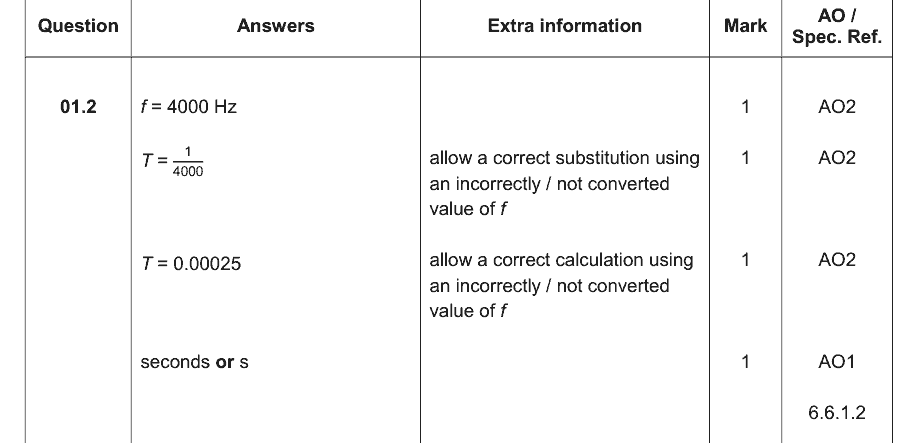 Question Answers Extra information Mark AO / Spec. Ref.
01.2 f = 4000 Hz 1 AO2
T = 1/4000 allow a correct substitution using 1 AO2
an incorrectly / not converted
value of f
T = 0.00025 allow a correct calculation using 1 AO2
an incorrectly / not converted
value of f
seconds or s 1 AO1
6.6.1.2